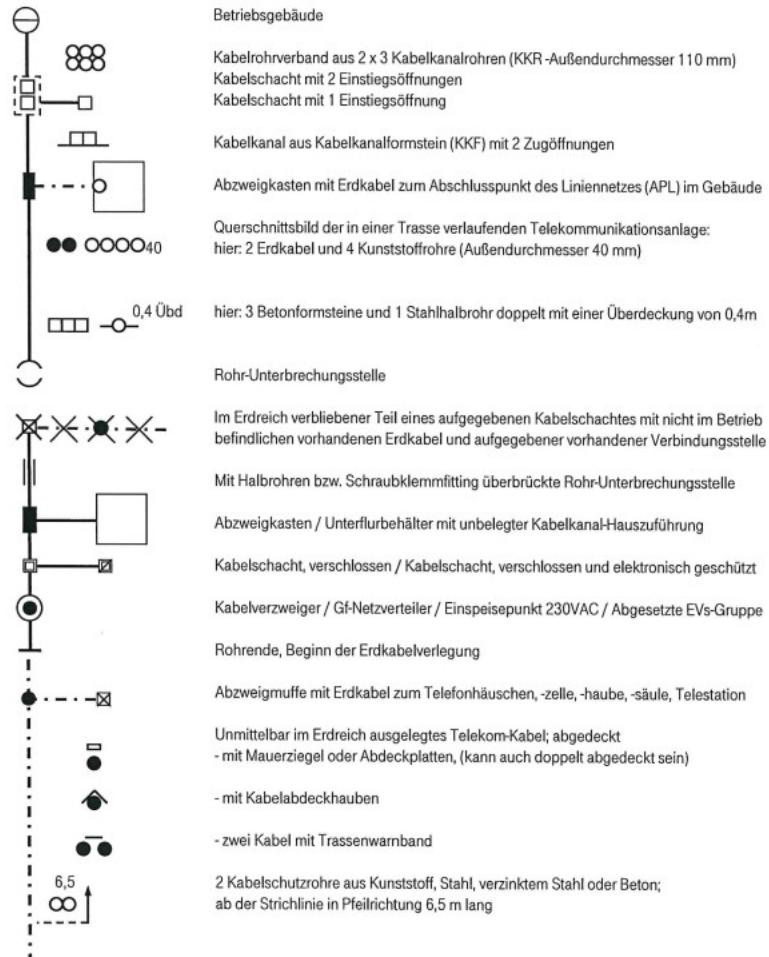 Betriebsgebäude
Kabelrohrverband aus 2 x 3 Kabelkanalrohren (KKR -Außendurchmesser 110 mm)
Kabelschacht mit 2 Einstiegsöffnungen
Kabelschacht mit 1 Einstiegsöffnung
Kabelkanal aus Kabelkanalformstein (KKF) mit 2 Zugöffnungen
Abzweigkasten mit Erdkabel zum Abschlusspunkt des Liniennetzes (APL) im Gebäude
Querschnittsbild der in einer Trasse verlaufenden Telekommunikationsanlage:
40
hier: 2 Erdkabel und 4 Kunststoffrohre (Außendurchmesser 40 mm)
0,4 Übd
hier: 3 Betonformsteine und 1 Stahlhalbrohr doppelt mit einer Überdeckung von 0,4m
Rohr-Unterbrechungsstelle
Im Erdreich verbliebener Teil eines aufgegebenen Kabelschachtes mit nicht im Betrieb
befindlichen vorhandenen Erdkabel und aufgegebener vorhandener Verbindungsstelle
Mit Halbrohren bzw. Schraubklemmfitting überbrückte Rohr-Unterbrechungsstelle
Abzweigkasten / Unterflurbehälter mit unbelegter Kabelkanal-Hauszuführung
Kabelschacht, verschlossen / Kabelschacht, verschlossen und elektronisch geschützt
Kabelverzweiger / Gf-Netzverteiler / Einspeisepunkt 230VAC / Abgesetzte EVs-Gruppe
Rohrende, Beginn der Erdkabelverlegung
Abzweigmuffe mit Erdkabel zum Telefonhäuschen, -zelle, -haube, -säule, Telestation
Unmittelbar im Erdreich ausgelegtes Telekom-Kabel; abgedeckt
- mit Mauerziegel oder Abdeckplatten, (kann auch doppelt abgedeckt sein)
- mit Kabelabdeckhauben
- zwei Kabel mit Trassenwarnband
6,5
2 Kabelschutzrohre aus Kunststoff, Stahl, verzinktem Stahl oder Beton;
ab der Strichlinie in Pfeilrichtung 6,5 m lang